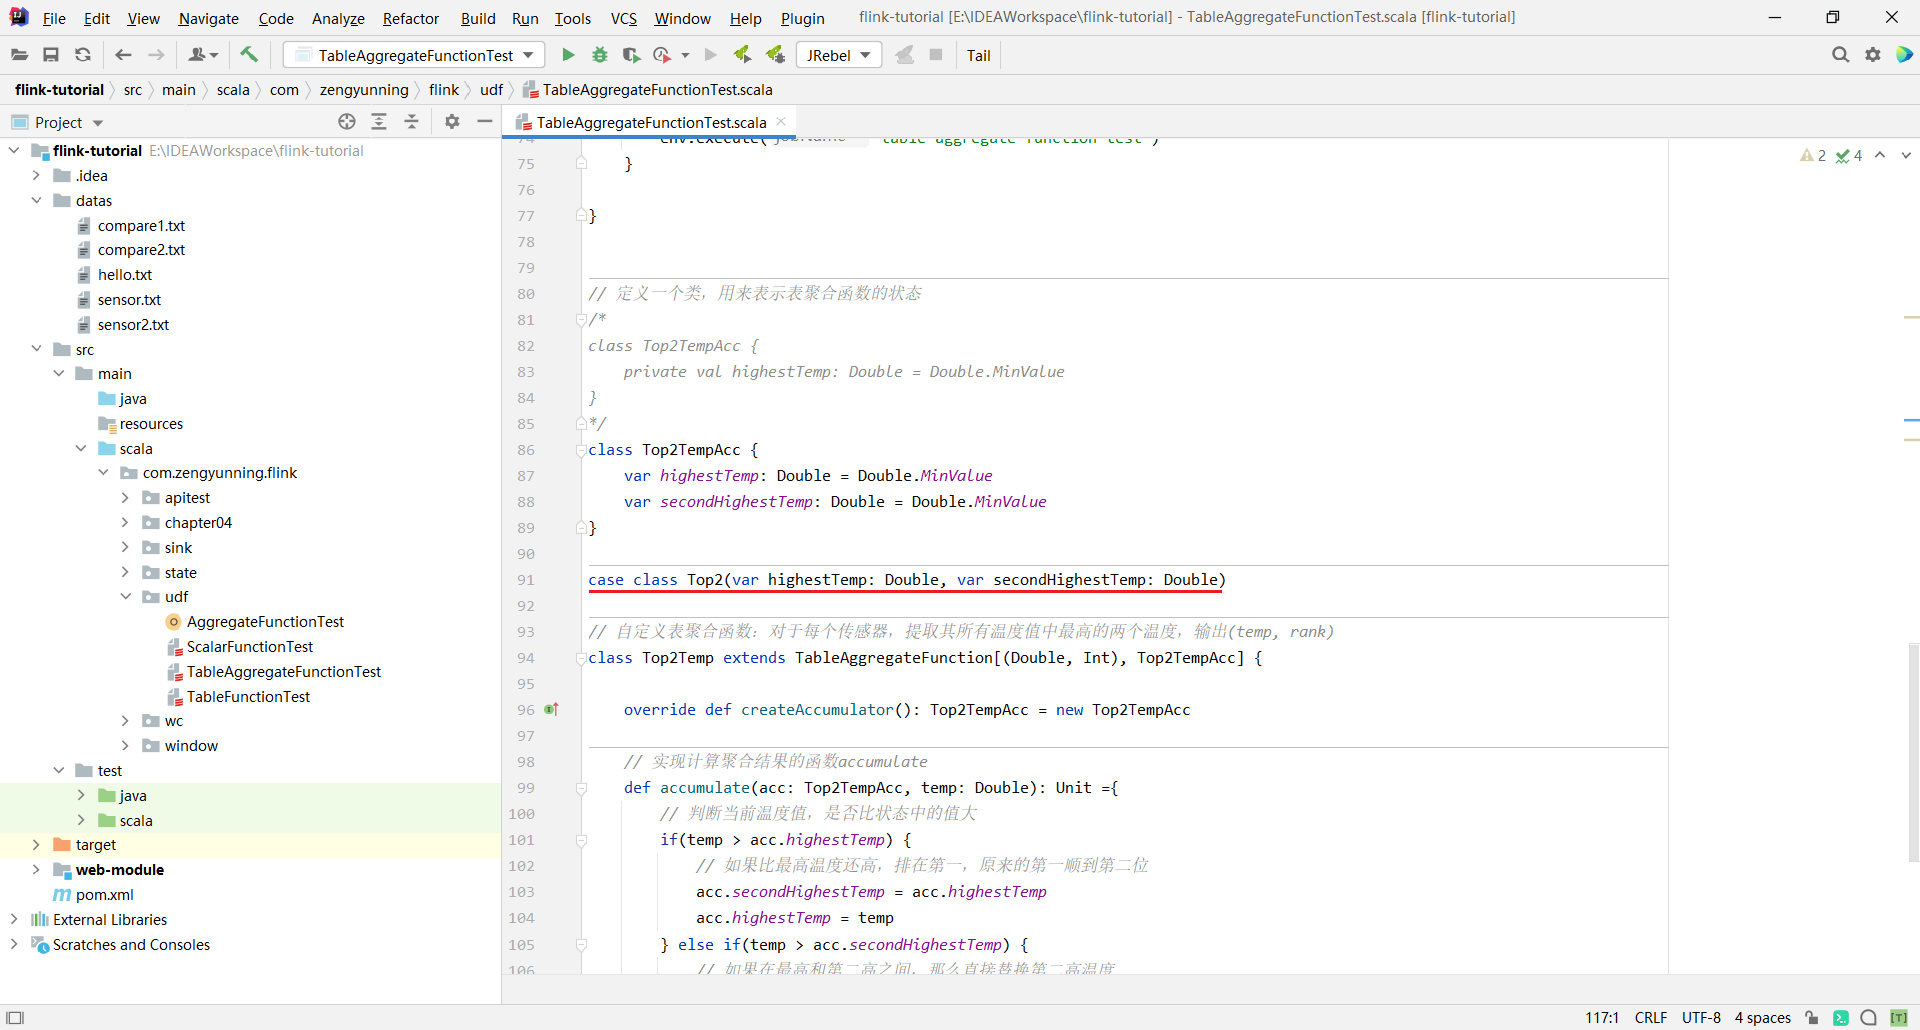 File Edit View Navigate Code Analyze Refactor Build Run Tools VCS Window Help Plugin flink-tutorial [E:\IDEAWorkspace\flink-tutorial] - TableAggregateFunctionTest.scala [flink-tutorial]
TableAggregateFunctionTest JRebel Tail
flink-tutorial src main scala com zengyunning flink udf TableAggregateFunctionTest.scala
Project
flink-tutorial E:\IDEAWorkspace\flink-tutorial
.idea
datas
compare1.txt
compare2.txt
hello.txt
sensor.txt
sensor2.txt
src
main
java
resources
scala
com.zengyunning.flink
apitest
chapter04
sink
state
udf
AggregateFunctionTest
ScalarFunctionTest
TableAggregateFunctionTest
TableFunctionTest
wc
window
test
java
scala
target
web-module
pom.xml
External Libraries
Scratches and Consoles
TableAggregateFunctionTest.scala
2 4
74 env.execute( jobName = "table aggregate function test")
75 }
76
77 }
78
79
80 // 定义一个类，用来表示表聚合函数的状态
81 /*
82 class Top2TempAcc {
83 private val highestTemp: Double = Double.MinValue
84 }
85 */
86 class Top2TempAcc {
87 var highestTemp: Double = Double.MinValue
88 var secondHighestTemp: Double = Double.MinValue
89 }
90
91 case class Top2(var highestTemp: Double, var secondHighestTemp: Double)
92
93 // 自定义表聚合函数：对于每个传感器，提取其所有温度值中最高的两个温度，输出(temp, rank)
94 class Top2Temp extends TableAggregateFunction[(Double, Int), Top2TempAcc] {
95
96 override def createAccumulator(): Top2TempAcc = new Top2TempAcc
97
98 // 实现计算聚合结果的函数accumulate
99 def accumulate(acc: Top2TempAcc, temp: Double): Unit ={
100 // 判断当前温度值，是否比状态中的值大
101 if(temp > acc.highestTemp) {
102 // 如果比最高温度还高，排在第一，原来的第一顺到第二位
103 acc.secondHighestTemp = acc.highestTemp
104 acc.highestTemp = temp
105 } else if(temp > acc.secondHighestTemp) {
106 // 如果在最高和第二高之间，那么直接替换第二高温度
117:1 CRLF UTF-8 4 spaces